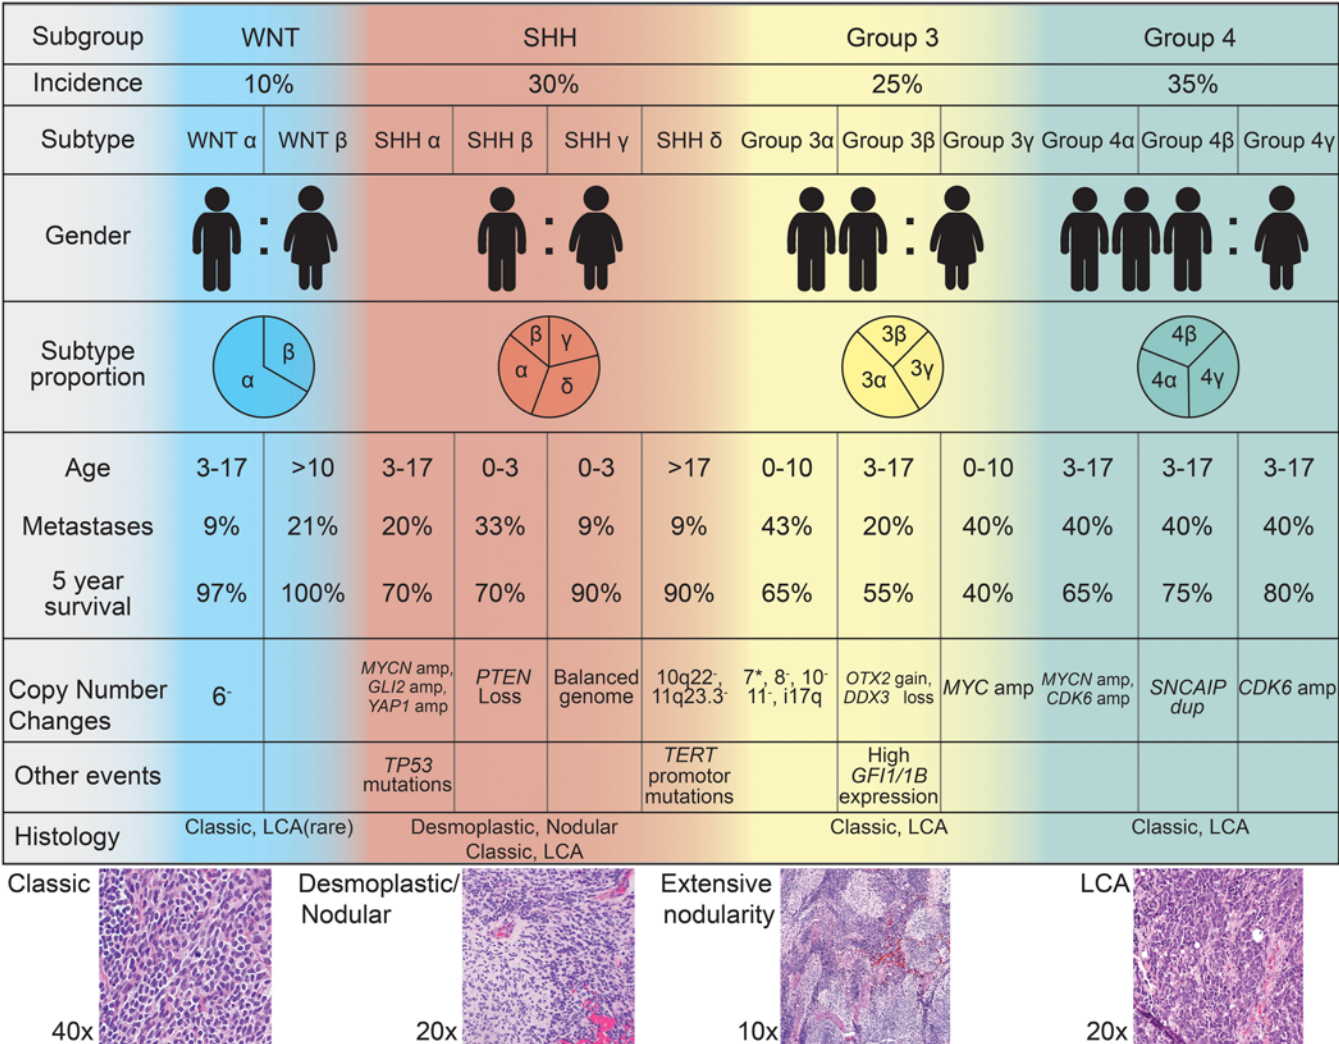 Subgroup WNT SHH Group 3 Group 4
Incidence 10% 30% 25% 35%
Subtype WNT α WNT β SHH α SHH β SHH γ SHH δ Group 3α Group 3β Group 3γ Group 4α Group 4β Group 4γ
Gender : : : :
Subtype
proportion
α β
α β γ δ
3α 3β 3γ
4α 4β 4γ
Age 3-17 >10 3-17 0-3 0-3 >17 0-10 3-17 0-10 3-17 3-17 3-17
Metastases 9% 21% 20% 33% 9% 9% 43% 20% 40% 40% 40% 40%
5 year
survival
97% 100% 70% 70% 90% 90% 65% 55% 40% 65% 75% 80%
Copy Number
Changes
6⁻
MYCN amp,
GLI2 amp,
YAP1 amp
PTEN
Loss
Balanced
genome
10q22⁻,
11q23.3⁻
7*, 8⁻, 10⁻
11⁻, i17q
OTX2 gain,
DDX3 loss
MYC amp
MYCN amp,
CDK6 amp
SNCAIP
dup
CDK6 amp
Other events
TP53
mutations
TERT
promotor
mutations
High
GFI1/1B
expression
Histology
Classic, LCA(rare)
Desmoplastic, Nodular
Classic, LCA
Classic, LCA
Classic, LCA
Classic
40x
Desmoplastic/
Nodular
20x
Extensive
nodularity
10x
LCA
20x